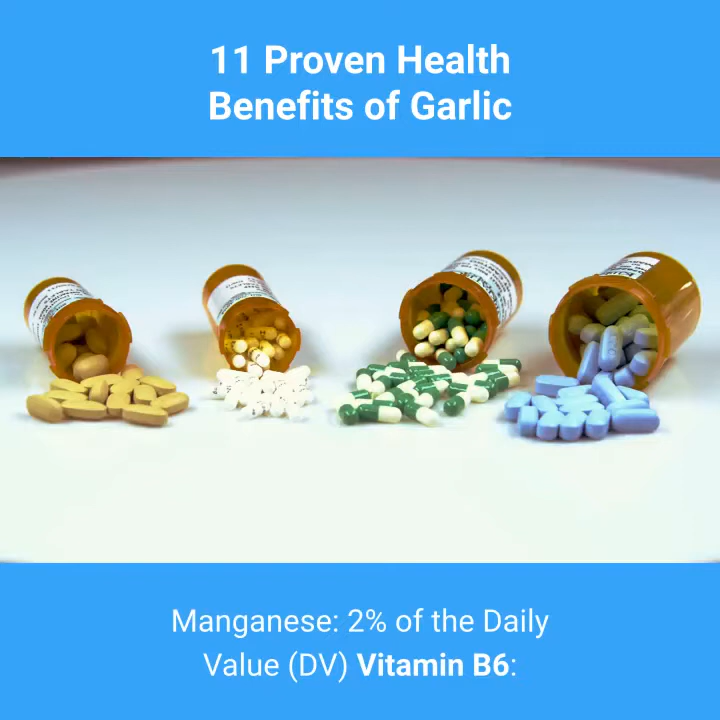 11 Proven Health
Benefits of Garlic
Manganese: 2% of the Daily
Value (DV) Vitamin B6: